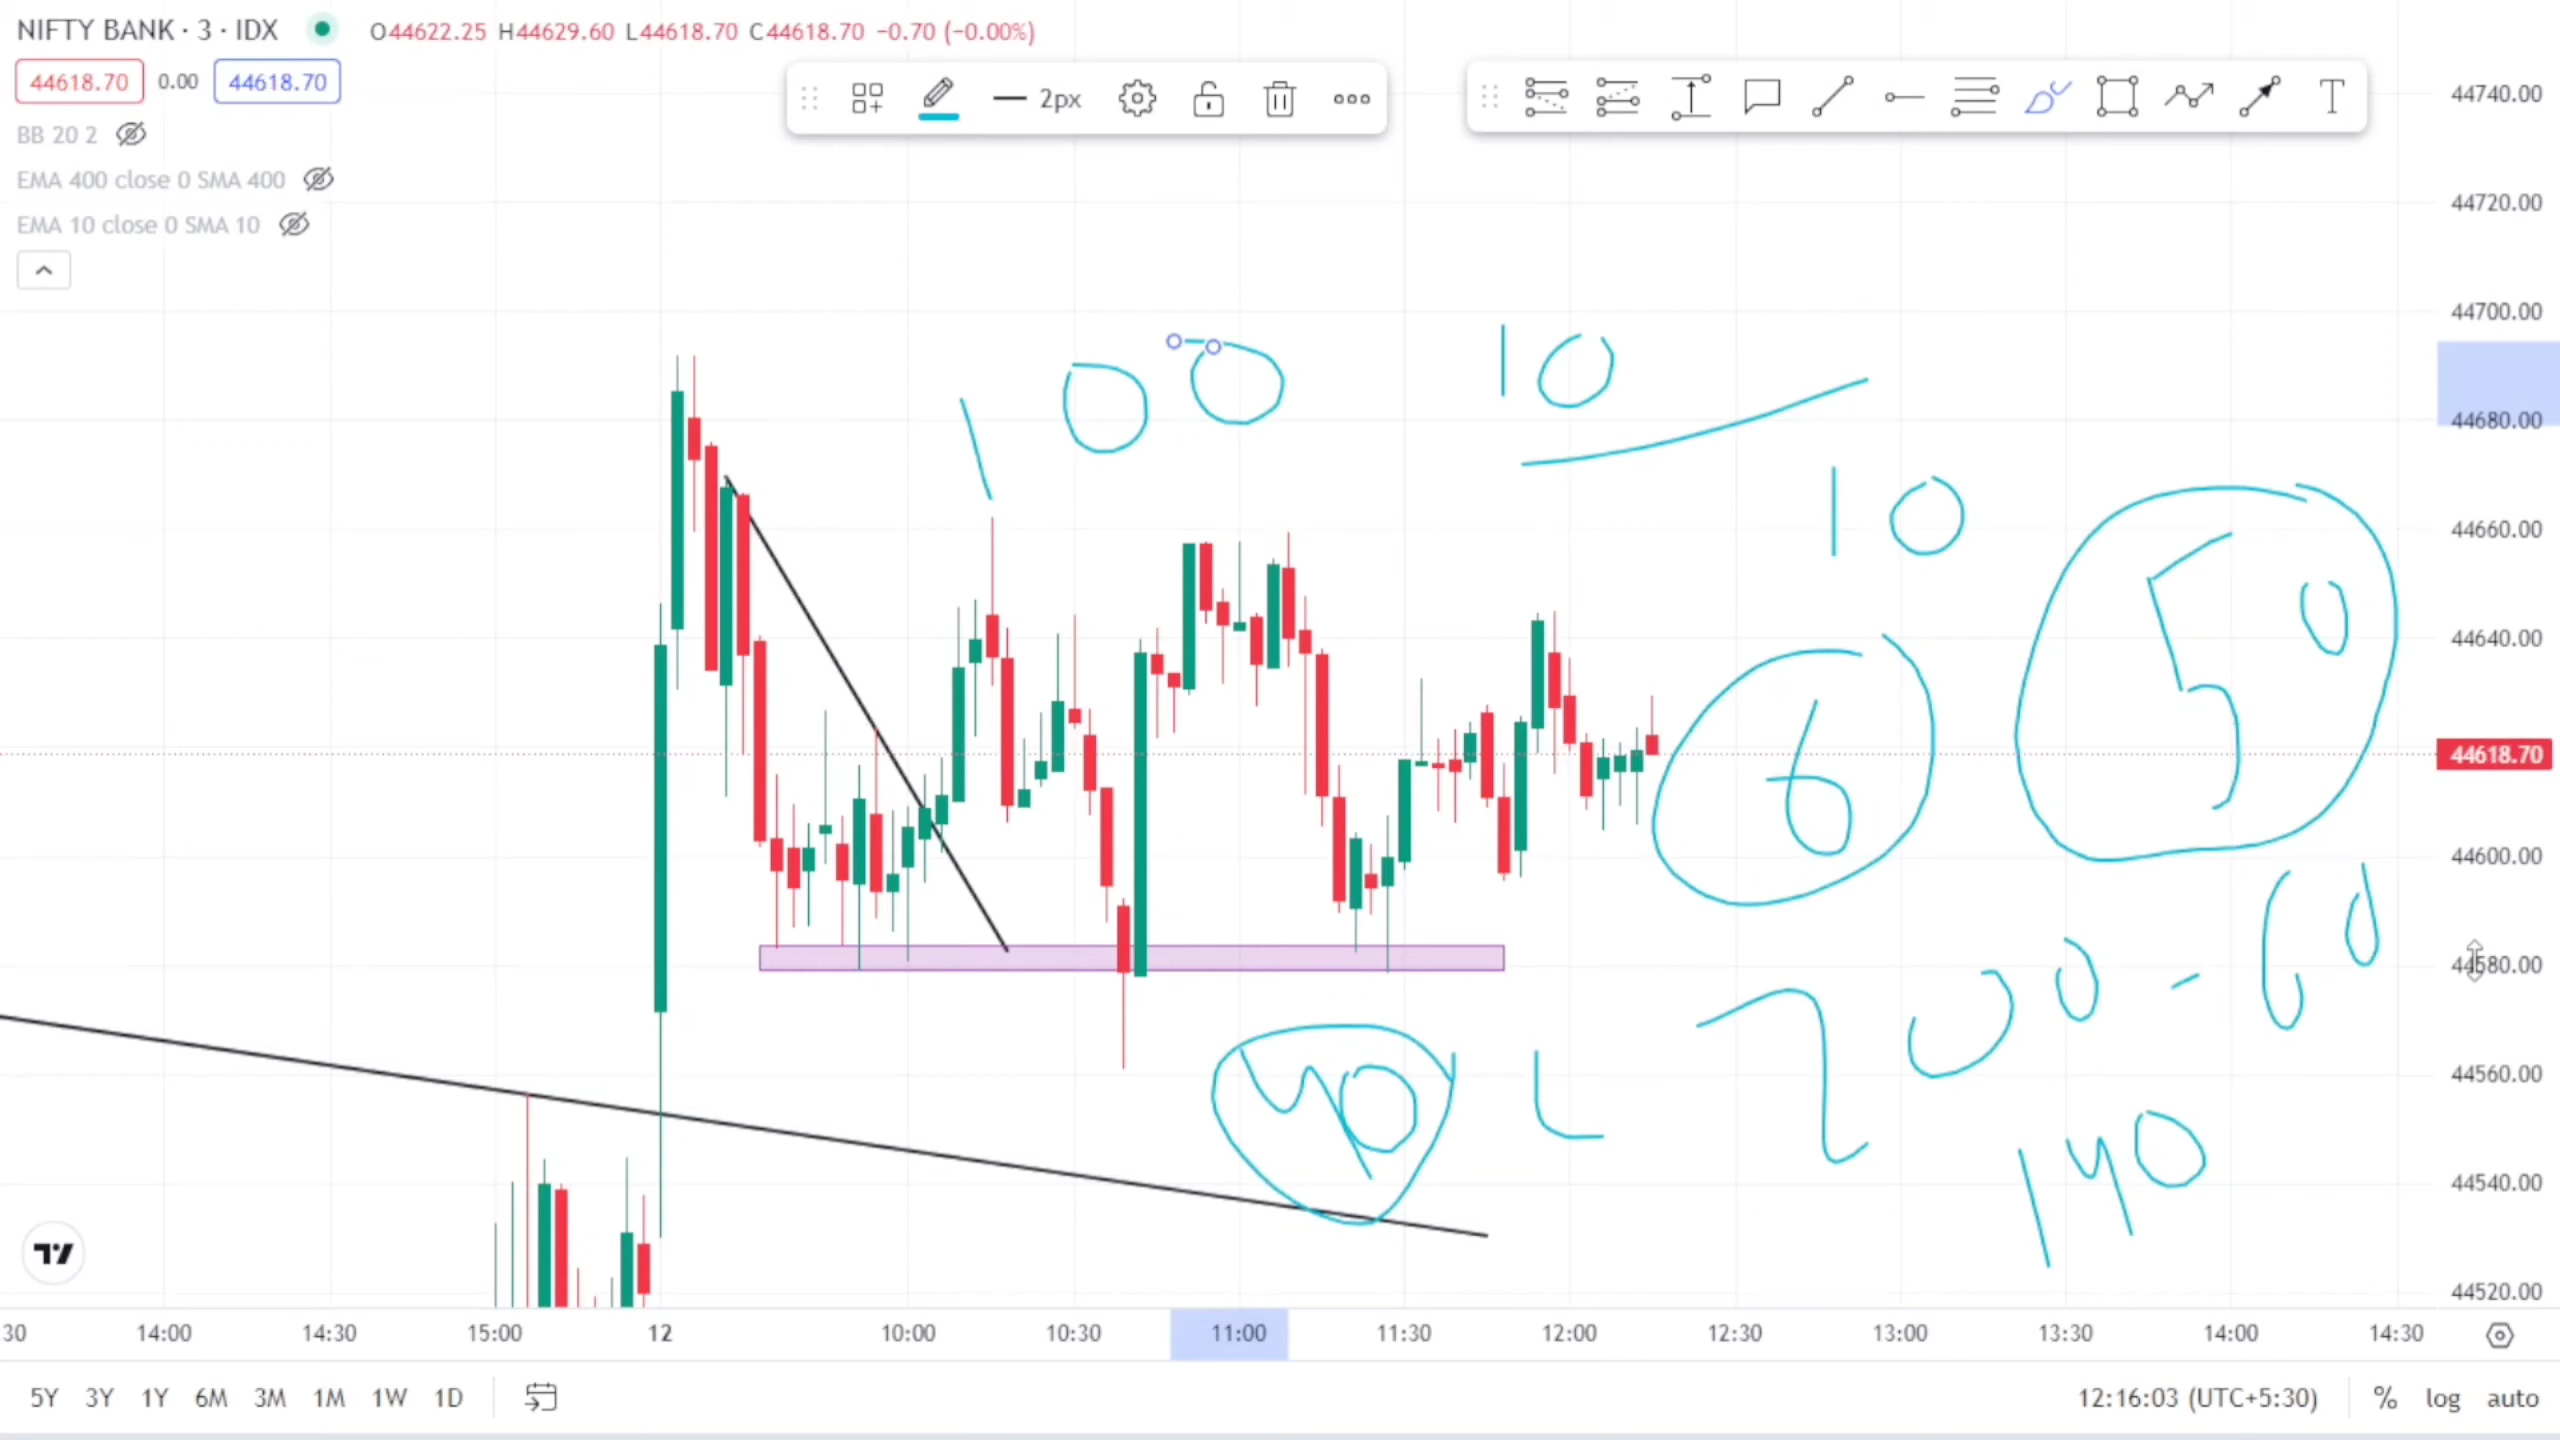 NIFTY BANK · 3 · IDX O44622.25 H44629.60 L44618.70 C44618.70 −0.70 (−0.00%)
44618.70 0.00 44618.70
2px
T
BB 20 2
EMA 400 close 0 SMA 400
EMA 10 close 0 SMA 10
44740.00
44720.00
44700.00
44680.00
44660.00
44640.00
44618.70
44600.00
44580.00
44560.00
44540.00
44520.00
100
10
10
50
6
200 - 60
40 L
140
30 14:00 14:30 15:00 12 10:00 10:30 11:00 11:30 12:00 12:30 13:00 13:30 14:00 14:30
5Y 3Y 1Y 6M 3M 1M 1W 1D 12:16:03 (UTC+5:30) % log auto